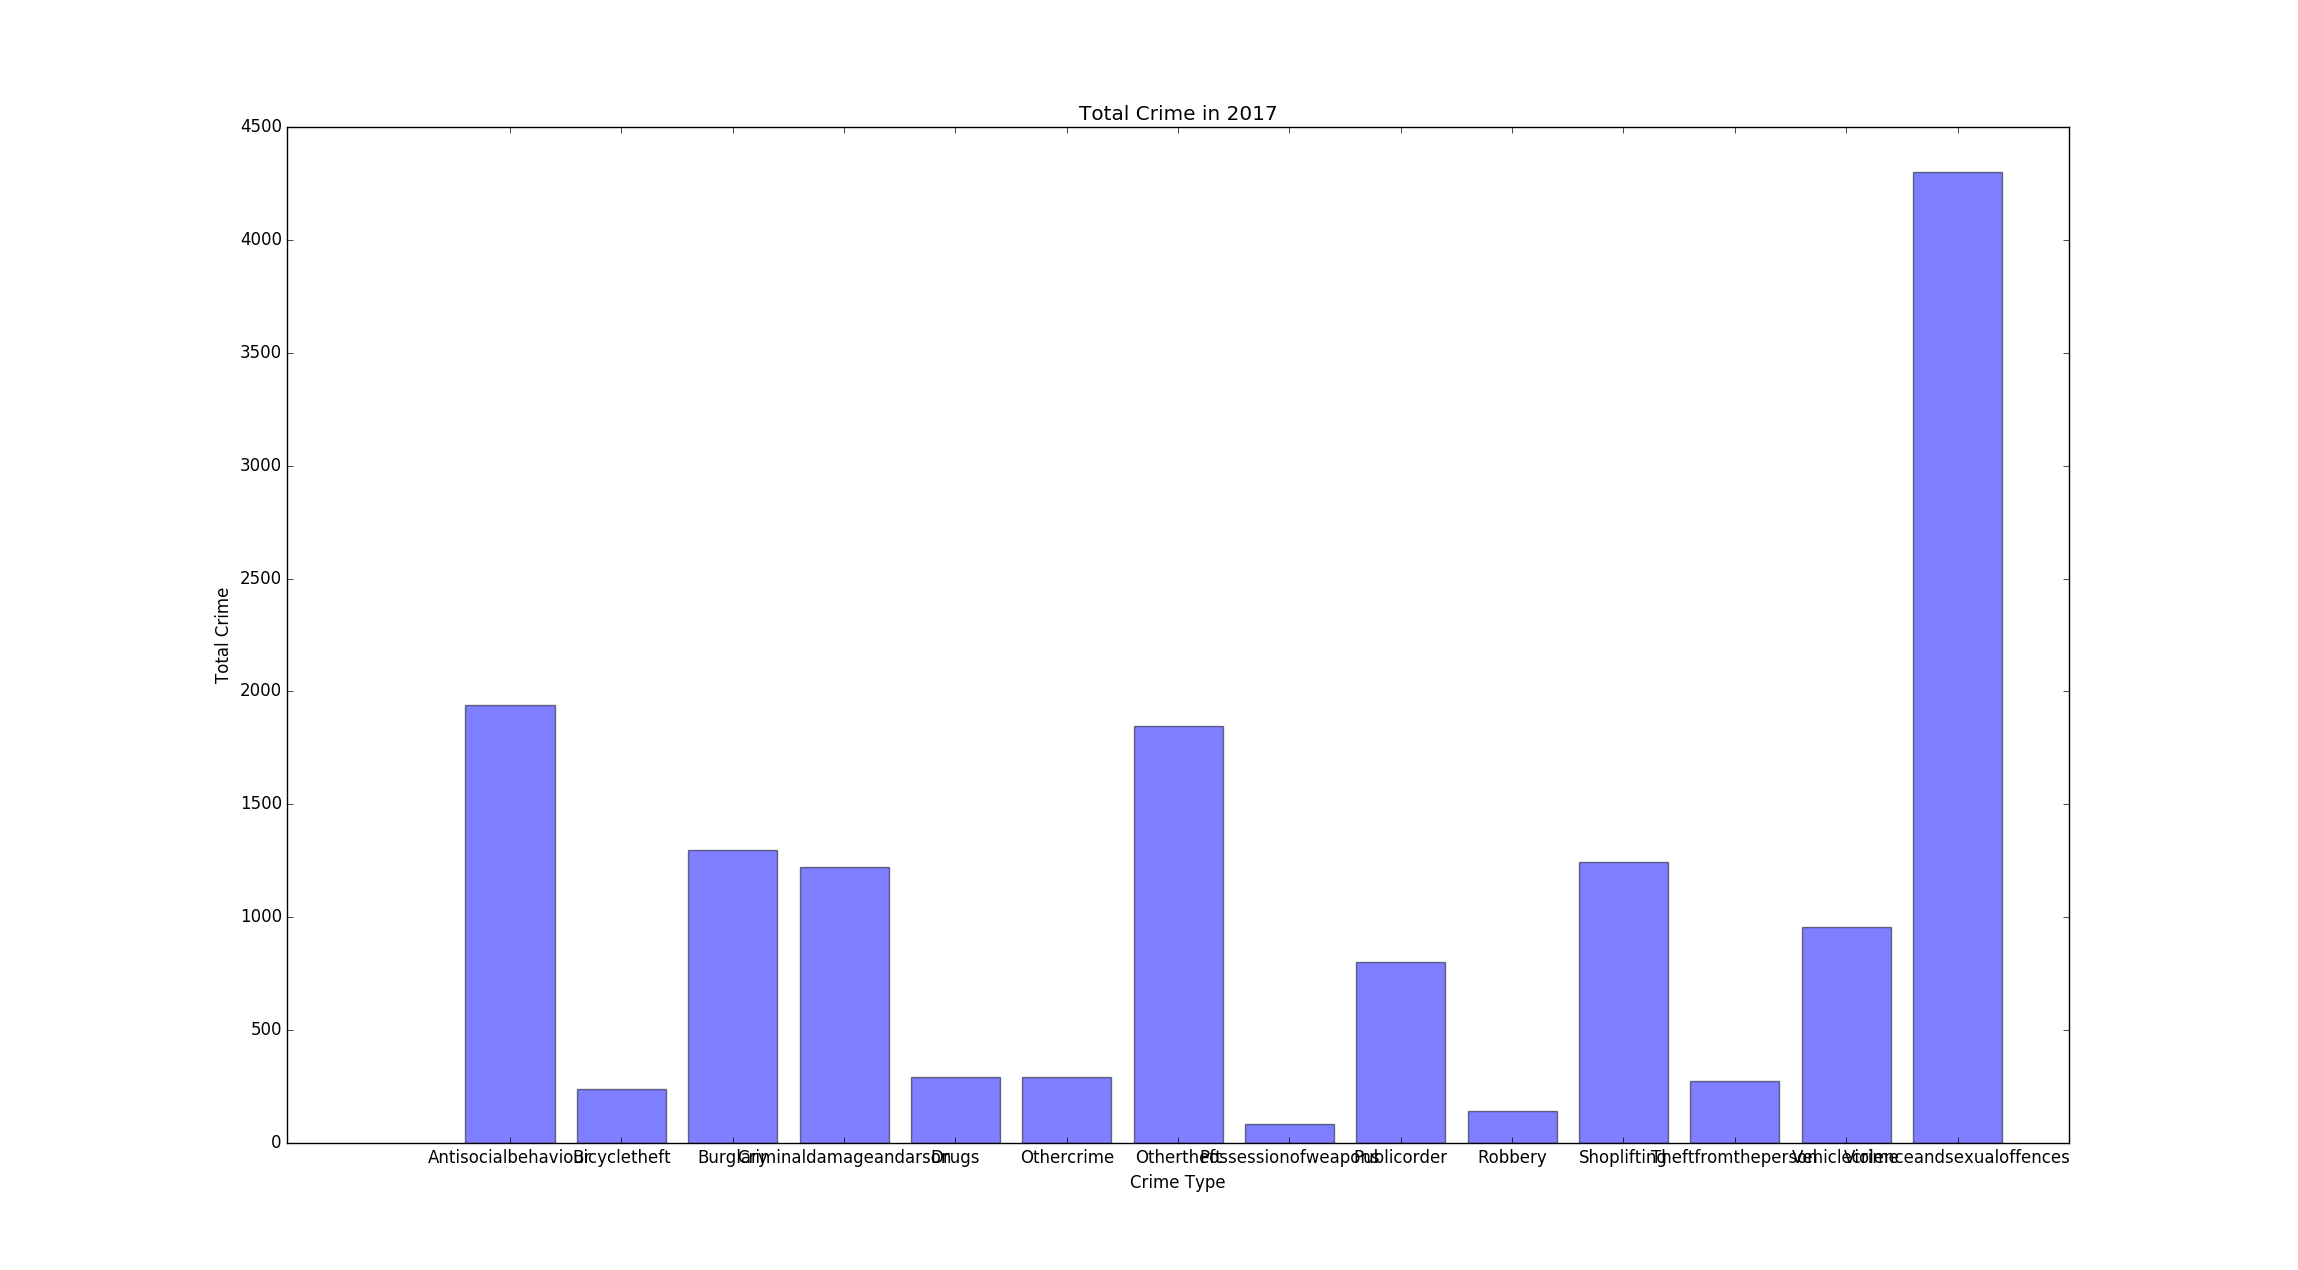 Total Crime in 2017
4500
4000
3500
3000
2500
2000
1500
1000
500
0
Total Crime
Antisocialbehaviour Bicycletheft Burglary Criminaldamageandarson Drugs Othercrime Othertheft Possessionofweapons Publicorder Robbery Shoplifting Theftfromtheperson Vehiclecrime Violenceandsexualoffences
Crime Type